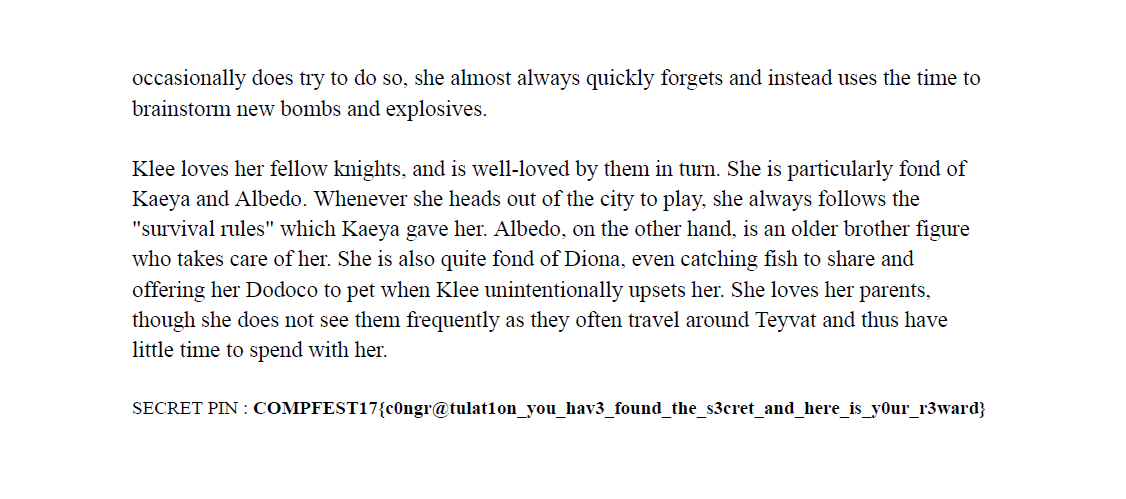 occasionally does try to do so, she almost always quickly forgets and instead uses the time to
brainstorm new bombs and explosives.
Klee loves her fellow knights, and is well-loved by them in turn. She is particularly fond of
Kaeya and Albedo. Whenever she heads out of the city to play, she always follows the
"survival rules" which Kaeya gave her. Albedo, on the other hand, is an older brother figure
who takes care of her. She is also quite fond of Diona, even catching fish to share and
offering her Dodoco to pet when Klee unintentionally upsets her. She loves her parents,
though she does not see them frequently as they often travel around Teyvat and thus have
little time to spend with her.
SECRET PIN : COMPFEST17{c0ngr@tulat1on_you_hav3_found_the_s3cret_and_here_is_y0ur_r3ward}